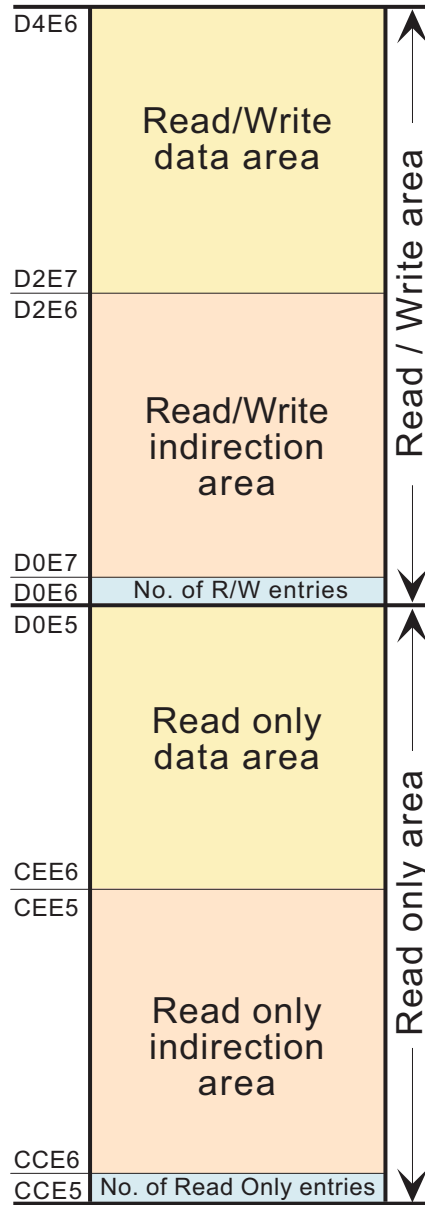 D4E6
Read/Write
data area
D2E7
D2E6
Read/Write
indirection
area
D0E7
D0E6
No. of R/W entries
Read / Write area
D0E5
Read only
data area
CEE6
CEE5
Read only
indirection
area
CCE6
CCE5
No. of Read Only entries
Read only area